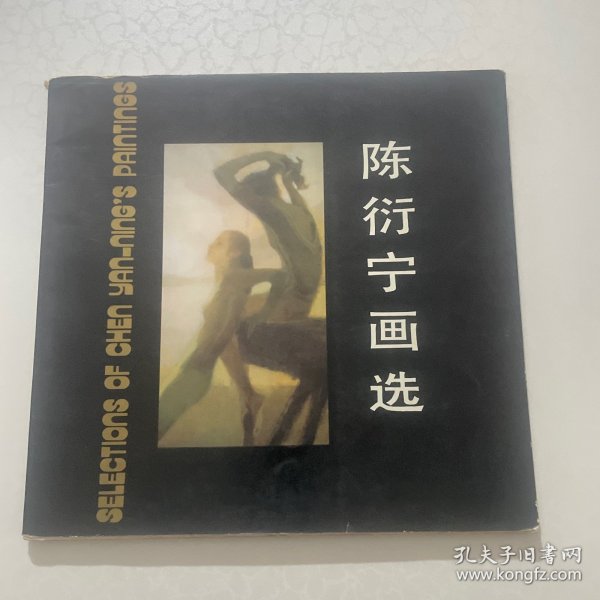 SELECTIONS OF CHEN YAN-NING'S PAINTINGS
陈衍宁画选
孔夫子旧书网
www.kongfz.com